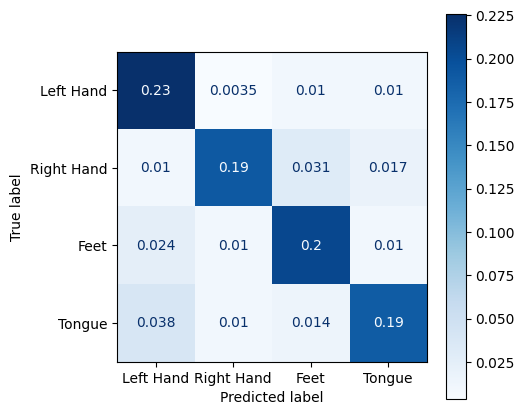 0.225
0.200
0.175
0.150
0.125
0.100
0.075
0.050
0.025
True label
Left Hand 0.23 0.0035 0.01 0.01
Right Hand 0.01 0.19 0.031 0.017
Feet 0.024 0.01 0.2 0.01
Tongue 0.038 0.01 0.014 0.19
Left Hand Right Hand Feet Tongue
Predicted label